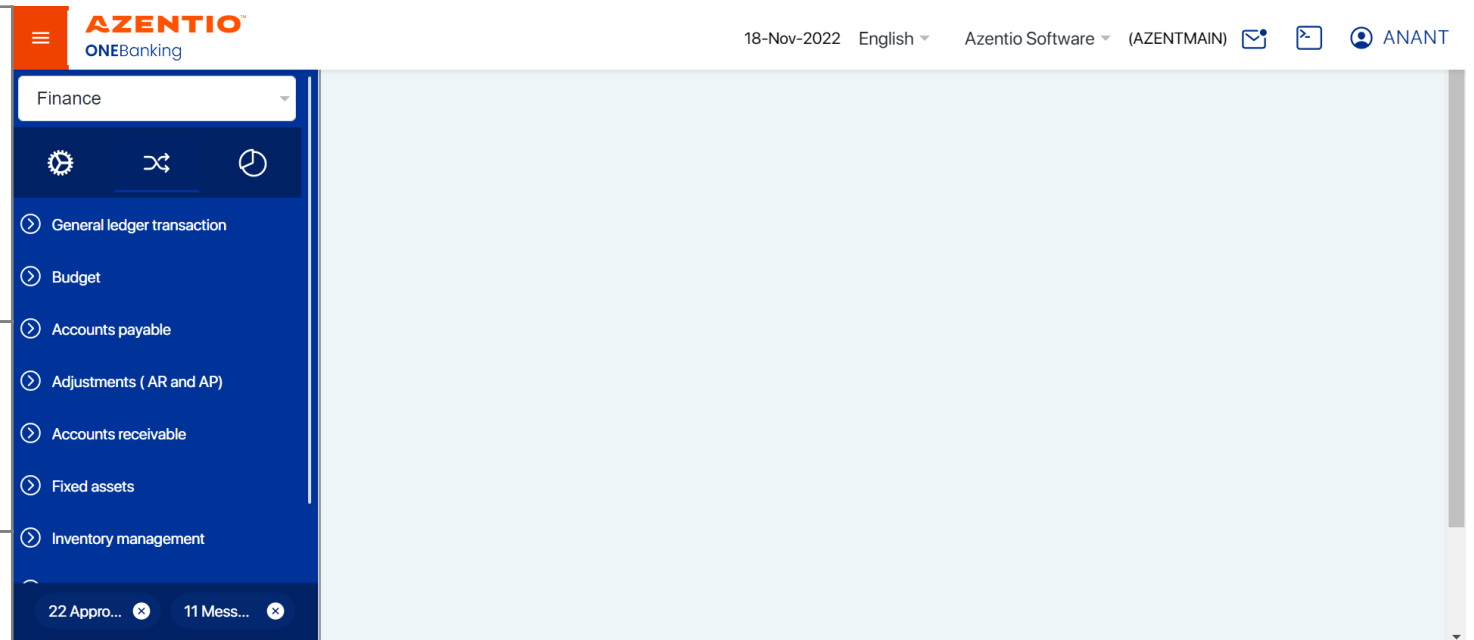 AZENTIO™
ONEBanking
18-Nov-2022 English Azentio Software (AZENTMAIN) ANANT
Finance
General ledger transaction
Budget
Accounts payable
Adjustments ( AR and AP)
Accounts receivable
Fixed assets
Inventory management
22 Appro... 11 Mess...